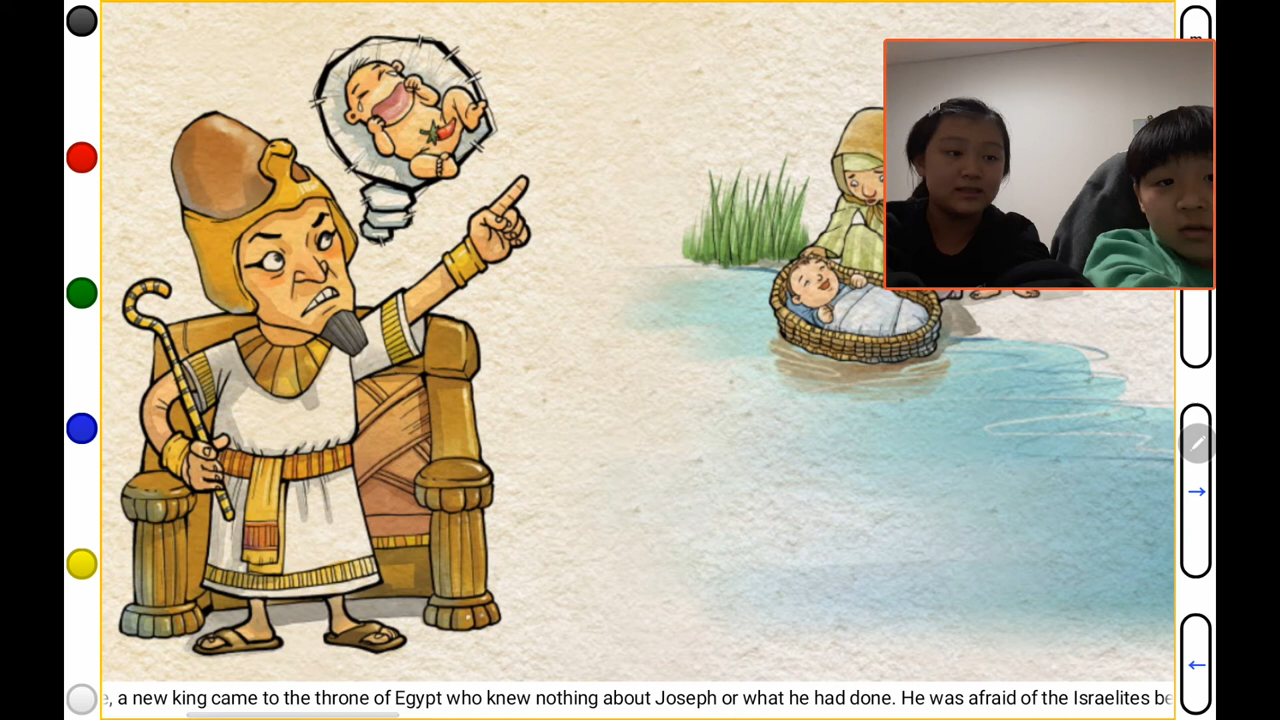 , a new king came to the throne of Egypt who knew nothing about Joseph or what he had done. He was afraid of the Israelites